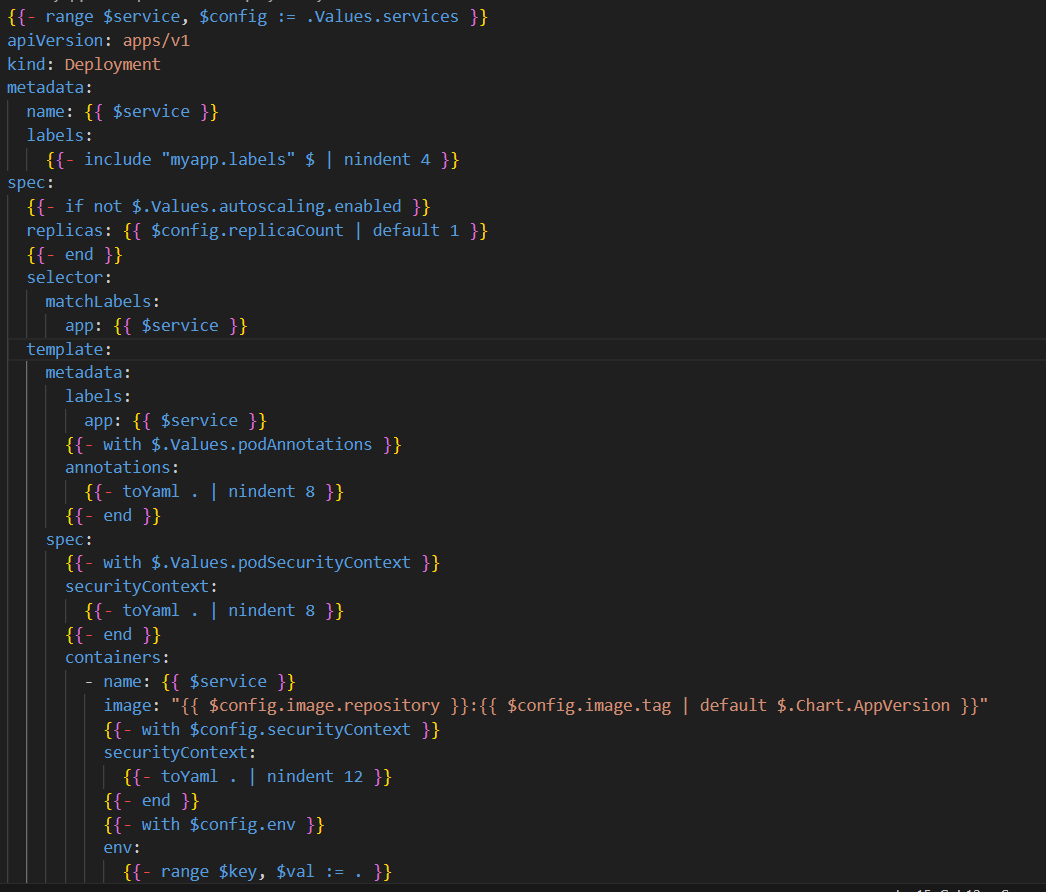 {{- range $service, $config := .Values.services }}
apiVersion: apps/v1
kind: Deployment
metadata:
  name: {{ $service }}
  labels:
    {{- include "myapp.labels" $ | nindent 4 }}
spec:
  {{- if not $.Values.autoscaling.enabled }}
  replicas: {{ $config.replicaCount | default 1 }}
  {{- end }}
  selector:
    matchLabels:
      app: {{ $service }}
  template:
    metadata:
      labels:
        app: {{ $service }}
      {{- with $.Values.podAnnotations }}
      annotations:
        {{- toYaml . | nindent 8 }}
      {{- end }}
    spec:
      {{- with $.Values.podSecurityContext }}
      securityContext:
        {{- toYaml . | nindent 8 }}
      {{- end }}
      containers:
        - name: {{ $service }}
          image: "{{ $config.image.repository }}:{{ $config.image.tag | default $.Chart.AppVersion }}"
          {{- with $config.securityContext }}
          securityContext:
            {{- toYaml . | nindent 12 }}
          {{- end }}
          {{- with $config.env }}
          env:
            {{- range $key, $val := . }}